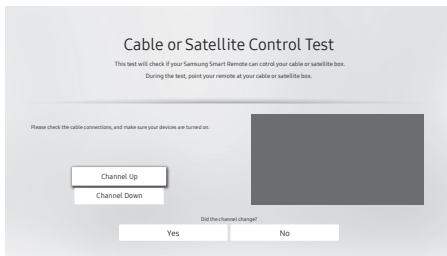 Cable or Satellite Control Test
This test will check if your Samsung Smart Remote can cotrol your cable or satellite box.
During the test, point your remote at your cable or satellite box.
Please check the cable connections, and make sure your devices are turned on.
Channel Up
Channel Down
Did the channel change?
Yes
No